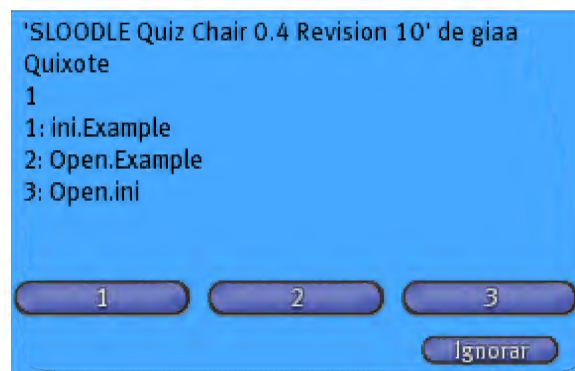 'SLOODLE Quiz Chair 0.4 Revision 10' de giaa
Quixote
1
1: ini.Example
2: Open.Example
3: Open.ini
1 2 3
Ignorar